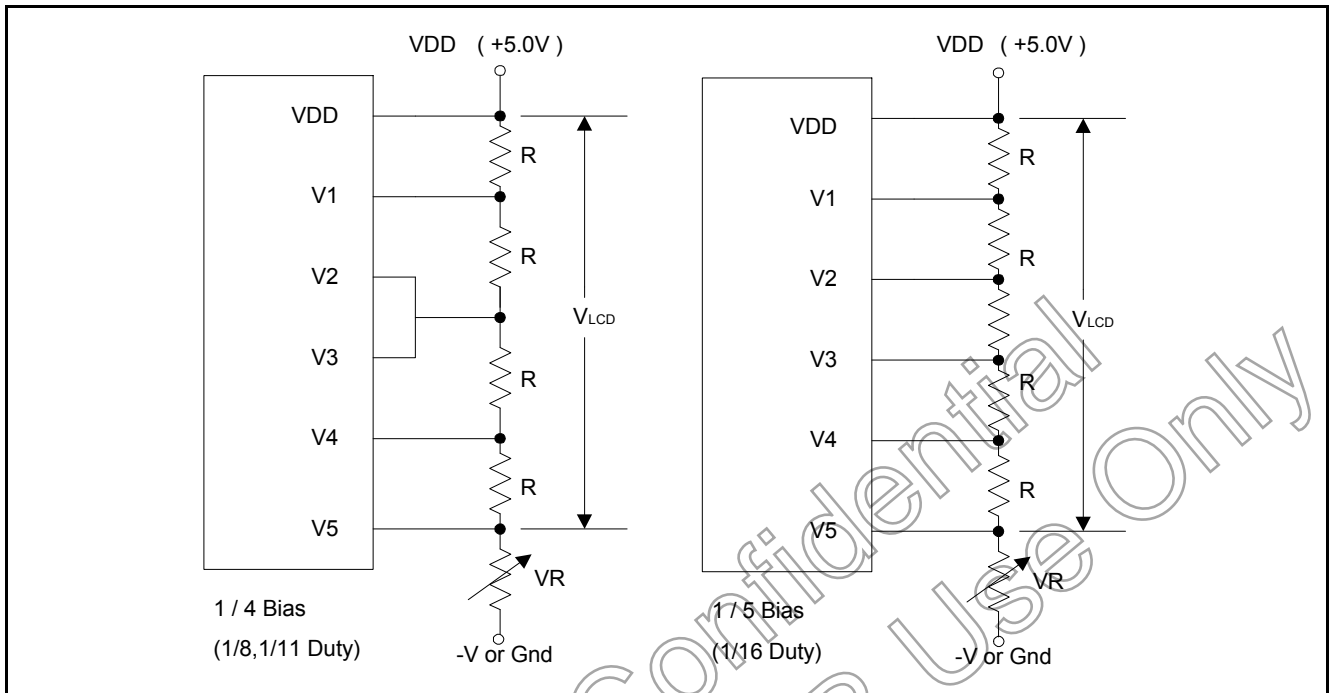 VDD ( +5.0V )
VDD
R
V1
R
V2
V3
VLCD
R
V4
R
V5
VR
1 / 4 Bias
(1/8,1/11 Duty)
-V or Gnd
VDD ( +5.0V )
VDD
R
V1
R
V2
VLCD
V3
R
V4
R
V5
VR
1 / 5 Bias
(1/16 Duty)
-V or Gnd
Confidential
Use Only